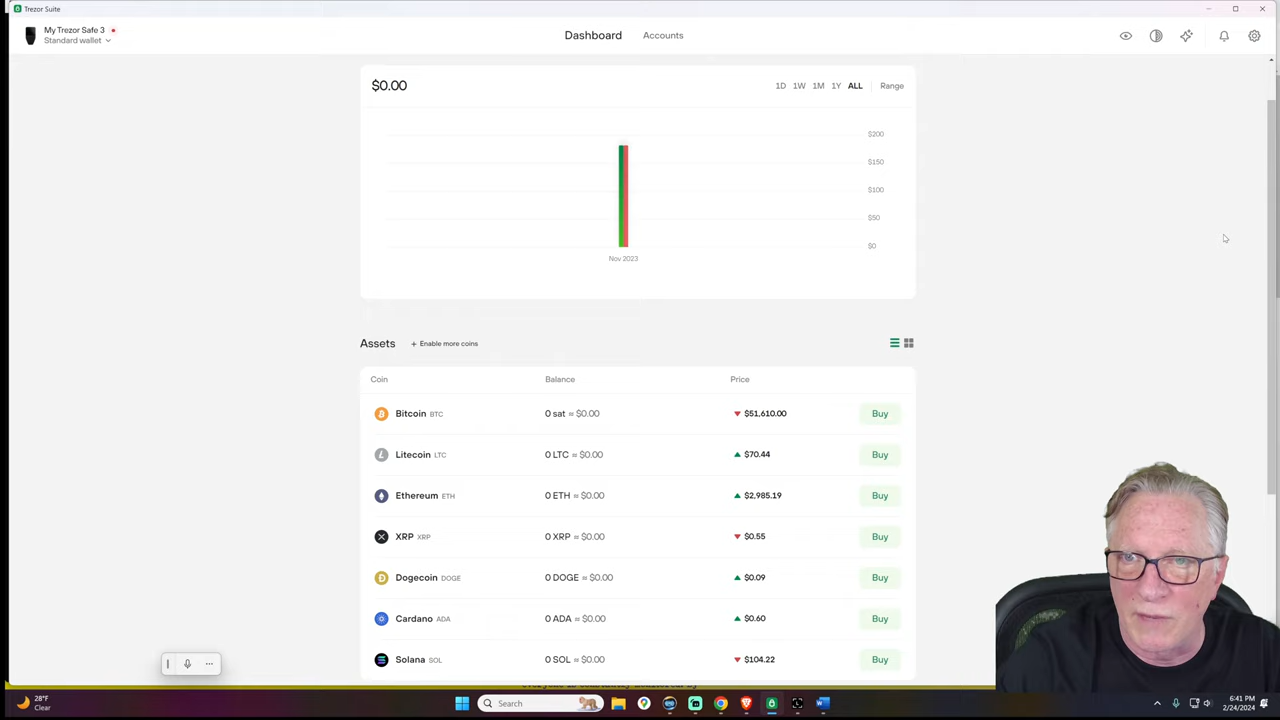 Trezor Suite
My Trezor Safe 3
Standard wallet
Dashboard Accounts
$0.00
1D 1W 1M 1Y ALL Range
$200
$150
$100
$50
$0
Nov 2023
Assets + Enable more coins
Coin Balance Price
Bitcoin BTC 0 sat ≈ $0.00 $51,610.00 Buy
Litecoin LTC 0 LTC ≈ $0.00 $70.44 Buy
Ethereum ETH 0 ETH ≈ $0.00 $2,985.19 Buy
XRP XRP 0 XRP ≈ $0.00 $0.55 Buy
Dogecoin DOGE 0 DOGE ≈ $0.00 $0.09 Buy
Cardano ADA 0 ADA ≈ $0.00 $0.60 Buy
Solana SOL 0 SOL ≈ $0.00 $104.22 Buy
28°F
Clear
Search
6:41 PM
2/24/2024